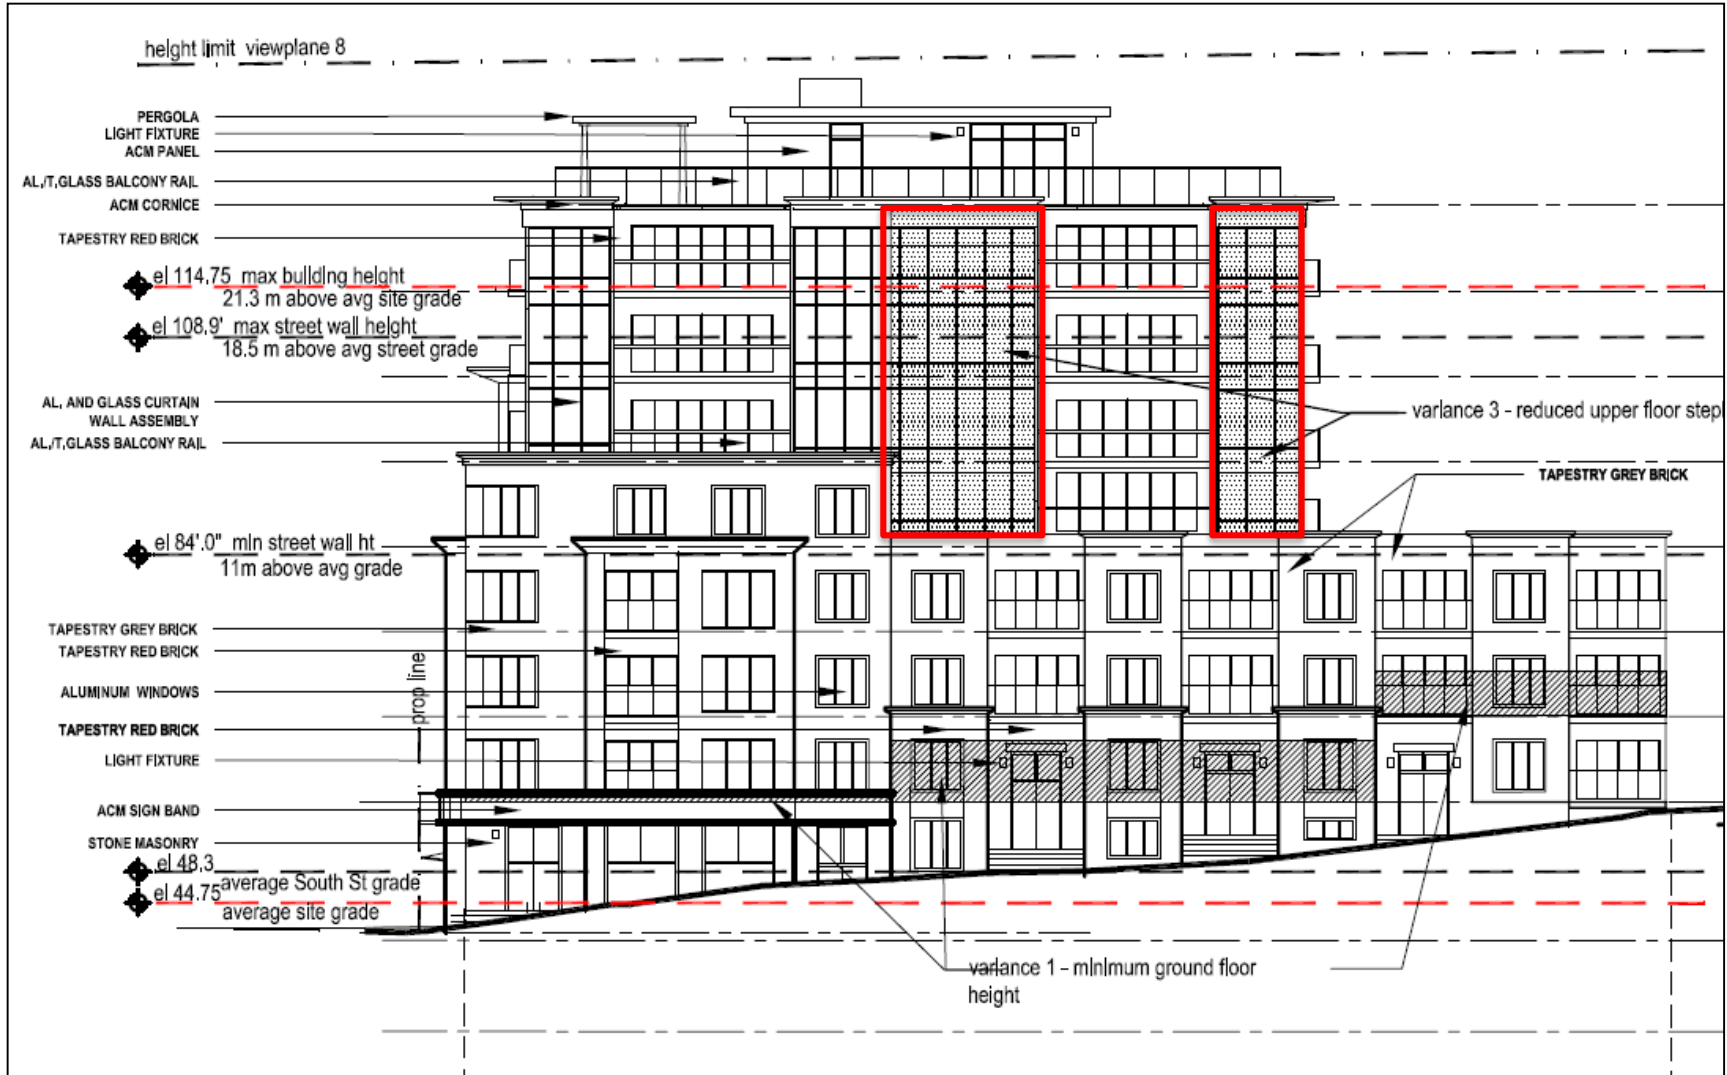 height limit viewplane 8
PERGOLA
LIGHT FIXTURE
ACM PANEL
AL./T.GLASS BALCONY RAIL
ACM CORNICE
TAPESTRY RED BRICK
el 114.75 max building height
21.3 m above avg site grade
el 108.9' max street wall height
18.5 m above avg street grade
AL. AND GLASS CURTAIN
WALL ASSEMBLY
AL./T.GLASS BALCONY RAIL
variance 3 - reduced upper floor step
TAPESTRY GREY BRICK
el 84'.0" min street wall ht
11m above avg grade
TAPESTRY GREY BRICK
TAPESTRY RED BRICK
prop line
ALUMINUM WINDOWS
TAPESTRY RED BRICK
LIGHT FIXTURE
ACM SIGN BAND
STONE MASONRY
el 48.3
average South St grade
el 44.75
average site grade
variance 1 - minimum ground floor
height